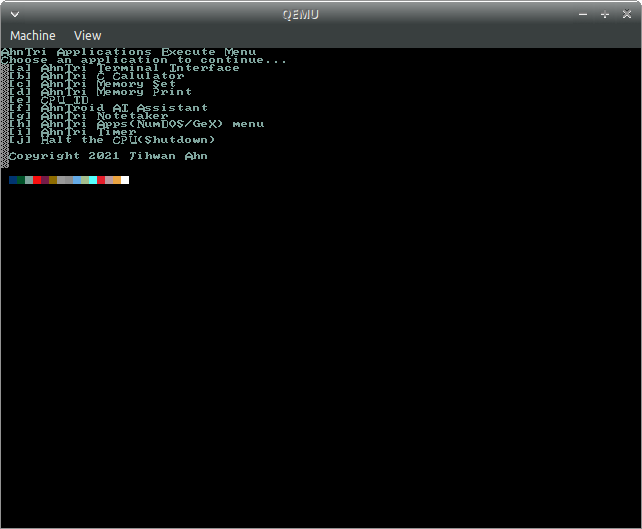 QEMU
Machine View
AhnTri Applications Execute Menu
Choose an application to continue...
[a] AhnTri Terminal Interface
[b] AhnTri C Calulator
[c] AhnTri Memory Set
[d] AhnTri Memory Print
[e] CPU ID
[f] AhnTroid AI Assistant
[g] AhnTri Notetaker
[h] AhnTri Apps(NumDOS/GeX) menu
[i] AhnTri Timer
[j] Halt the CPU(Shutdown)
Copyright 2021 Jihwan Ahn